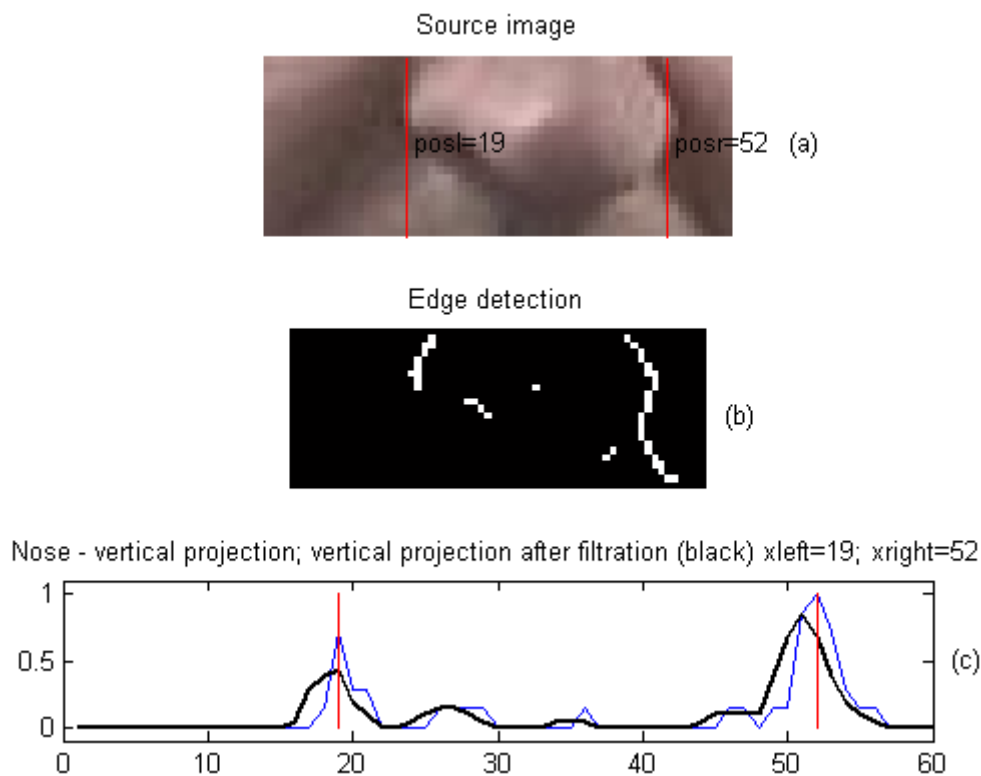 Source image
posl=19
posr=52
(a)
Edge detection
(b)
Nose - vertical projection; vertical projection after filtration (black) xleft=19; xright=52
1
0.5
0
(c)
0 10 20 30 40 50 60